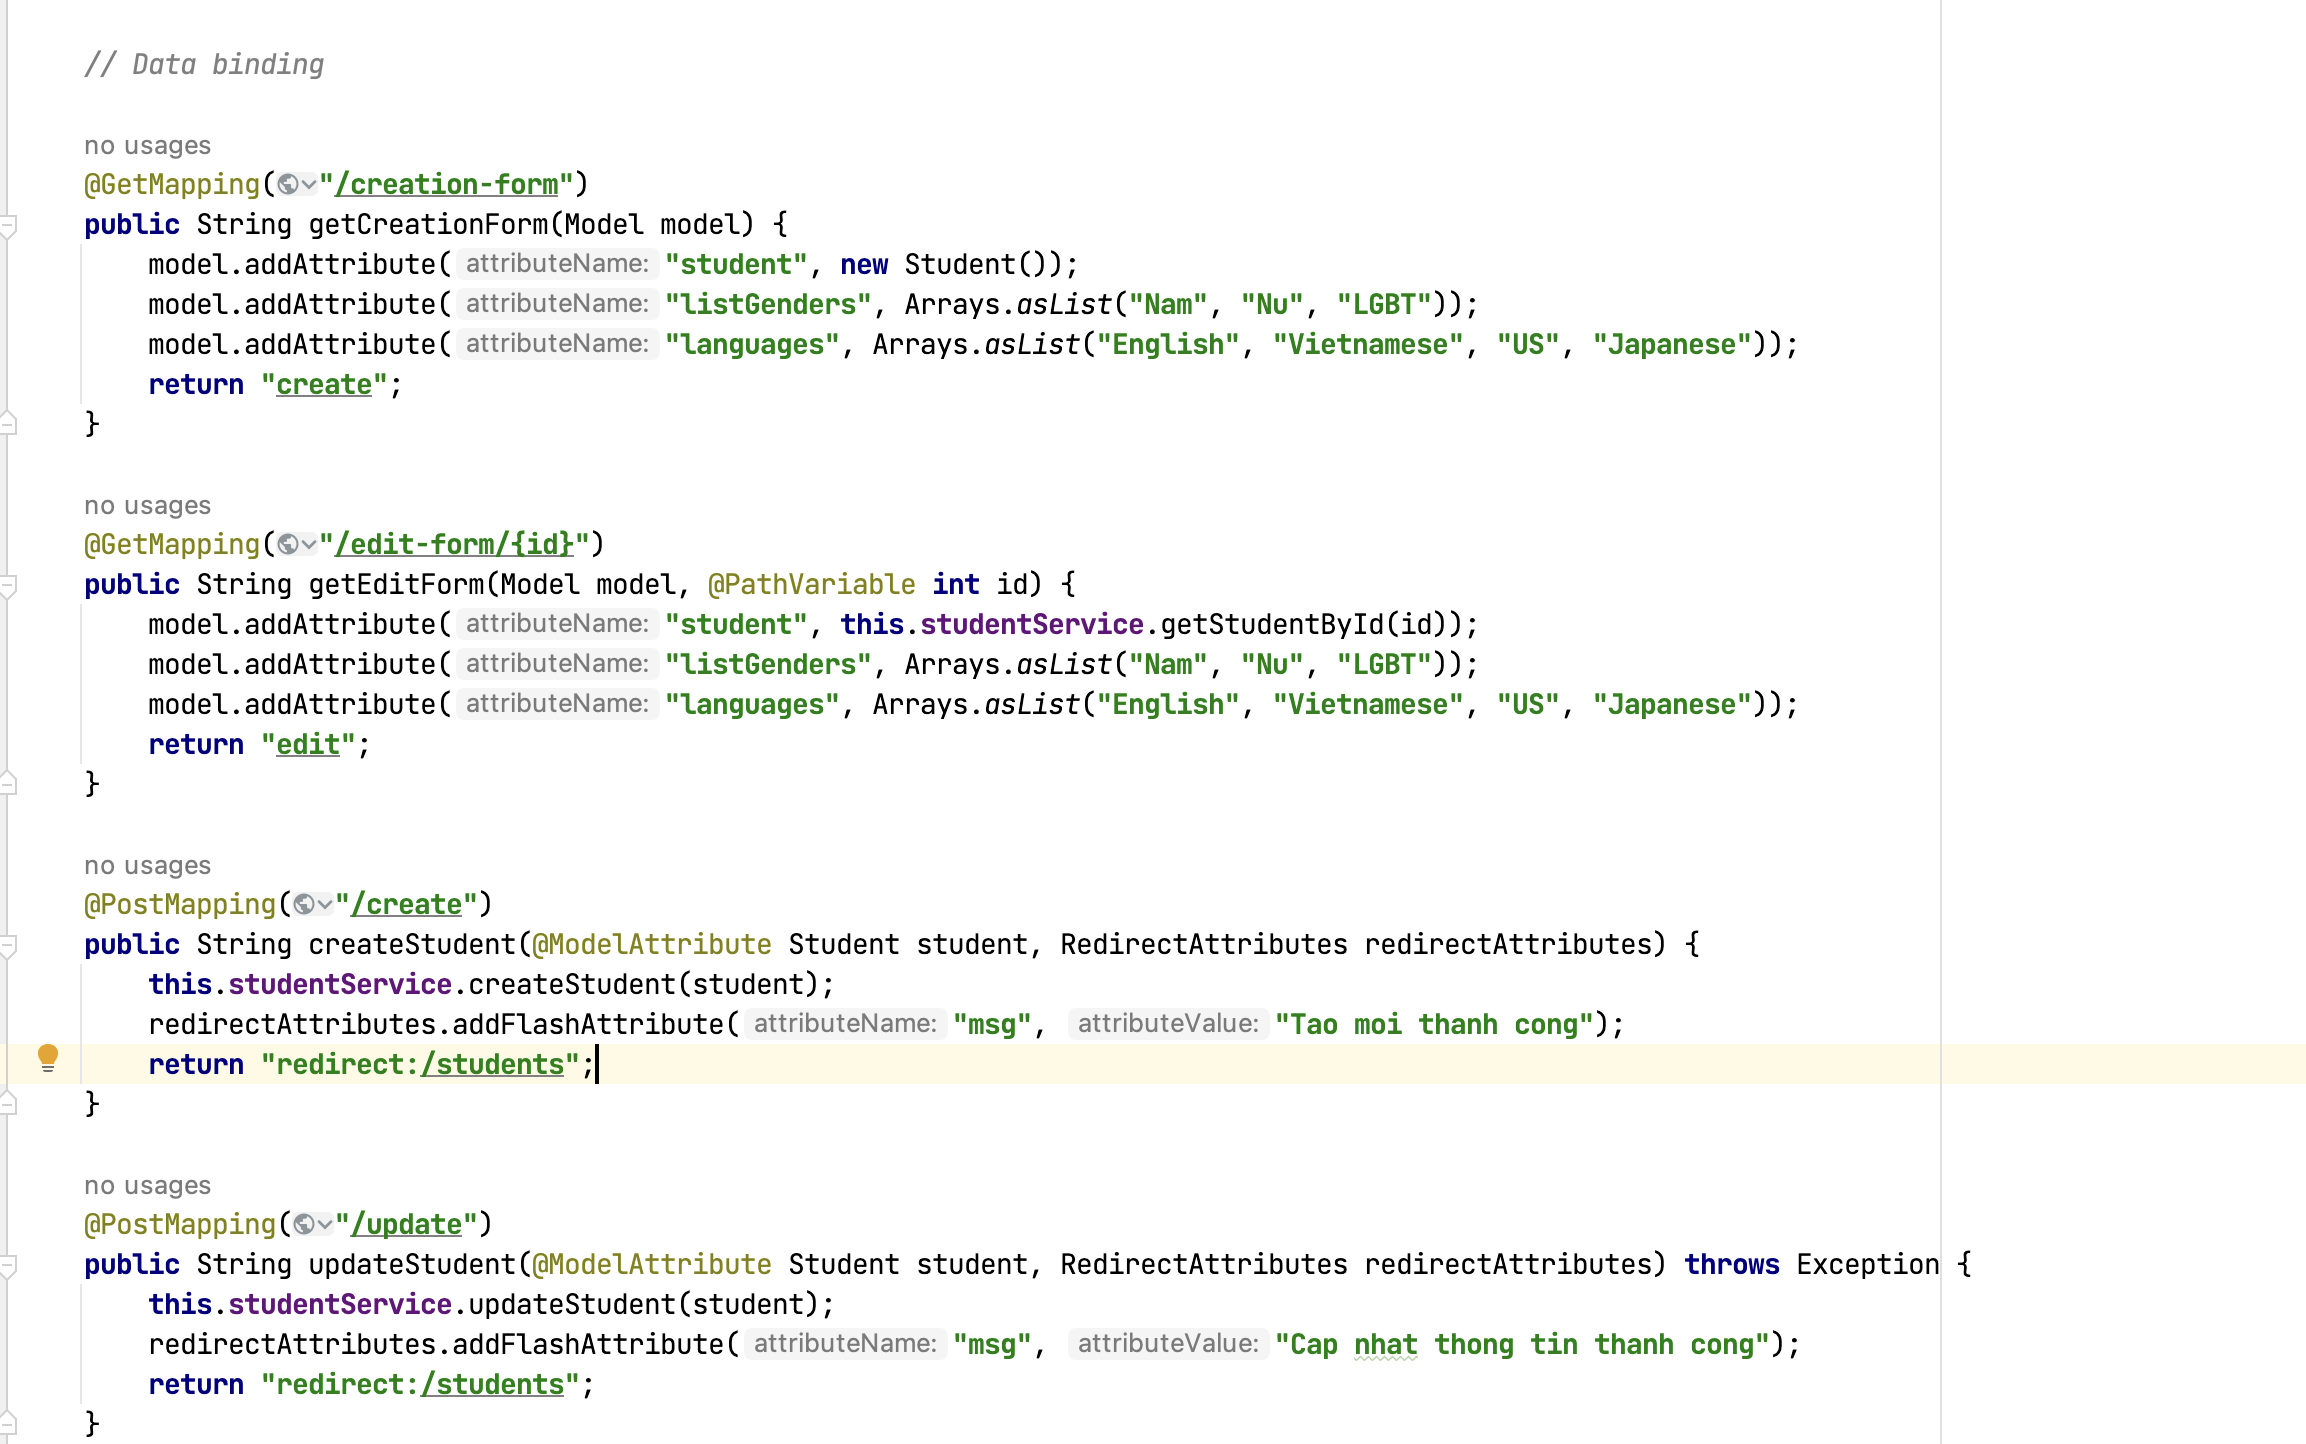 // Data binding
no usages
@GetMapping("/creation-form")
public String getCreationForm(Model model) {
model.addAttribute( attributeName: "student", new Student());
model.addAttribute( attributeName: "listGenders", Arrays.asList("Nam", "Nu", "LGBT"));
model.addAttribute( attributeName: "languages", Arrays.asList("English", "Vietnamese", "US", "Japanese"));
return "create";
}
no usages
@GetMapping("/edit-form/{id}")
public String getEditForm(Model model, @PathVariable int id) {
model.addAttribute( attributeName: "student", this.studentService.getStudentById(id));
model.addAttribute( attributeName: "listGenders", Arrays.asList("Nam", "Nu", "LGBT"));
model.addAttribute( attributeName: "languages", Arrays.asList("English", "Vietnamese", "US", "Japanese"));
return "edit";
}
no usages
@PostMapping("/create")
public String createStudent(@ModelAttribute Student student, RedirectAttributes redirectAttributes) {
this.studentService.createStudent(student);
redirectAttributes.addFlashAttribute( attributeName: "msg", attributeValue: "Tao moi thanh cong");
return "redirect:/students";
}
no usages
@PostMapping("/update")
public String updateStudent(@ModelAttribute Student student, RedirectAttributes redirectAttributes) throws Exception {
this.studentService.updateStudent(student);
redirectAttributes.addFlashAttribute( attributeName: "msg", attributeValue: "Cap nhat thong tin thanh cong");
return "redirect:/students";
}